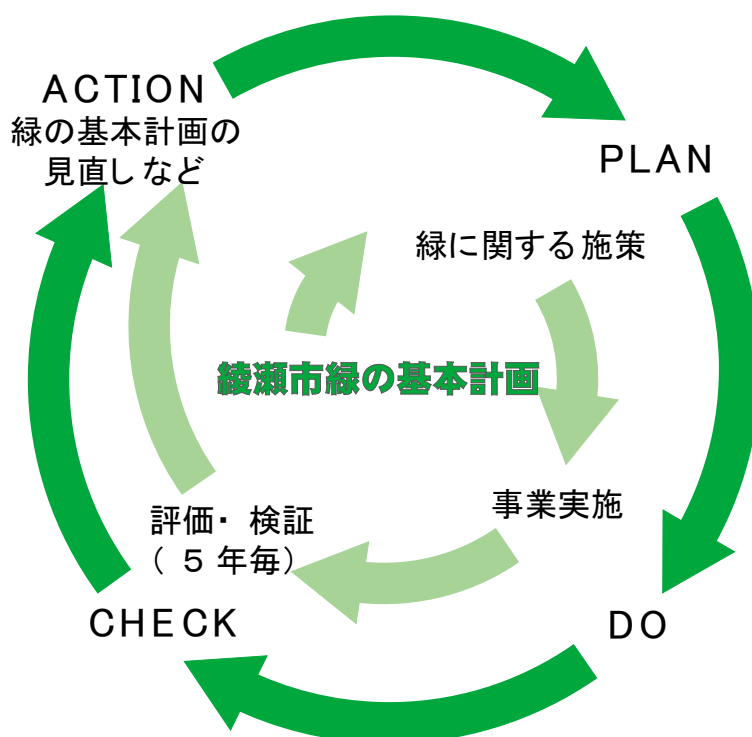 ACTION
緑の基本計画の
見直しなど
PLAN
緑に関する施策
綾瀬市緑の基本計画
事業実施
評価・検証
(5年毎)
CHECK
DO